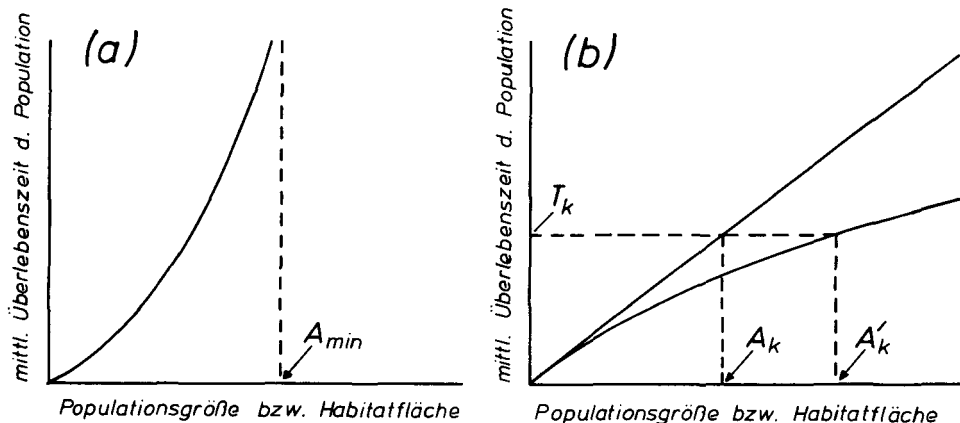 (a)
mittl. Überlebenszeit d. Population
A_min
Populationsgröße bzw. Habitatfläche
(b)
mittl. Überlebenszeit d. Population
T_k
A_k
A'_k
Populationsgröße bzw. Habitatfläche